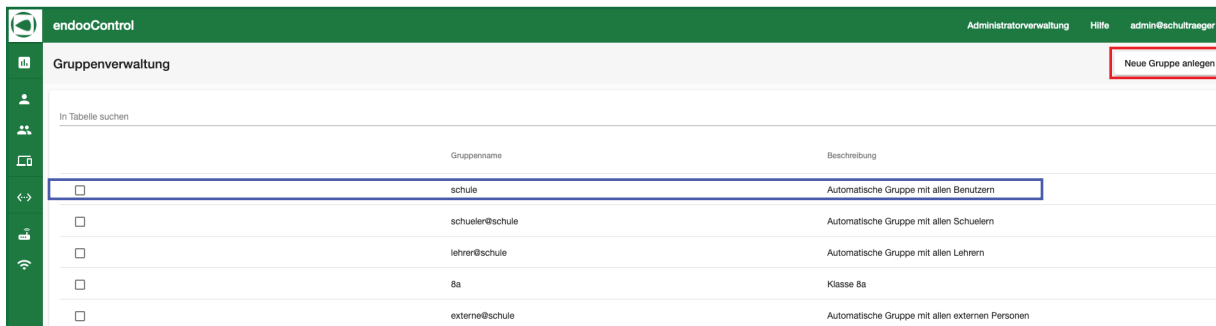 endooControl Administratorverwaltung Hilfe admin@schultraeger
Gruppenverwaltung Neue Gruppe anlegen
In Tabelle suchen
Gruppenname Beschreibung
schule Automatische Gruppe mit allen Benutzern
schueler@schule Automatische Gruppe mit allen Schuelern
lehrer@schule Automatische Gruppe mit allen Lehrern
8a Klasse 8a
externe@schule Automatische Gruppe mit allen externen Personen